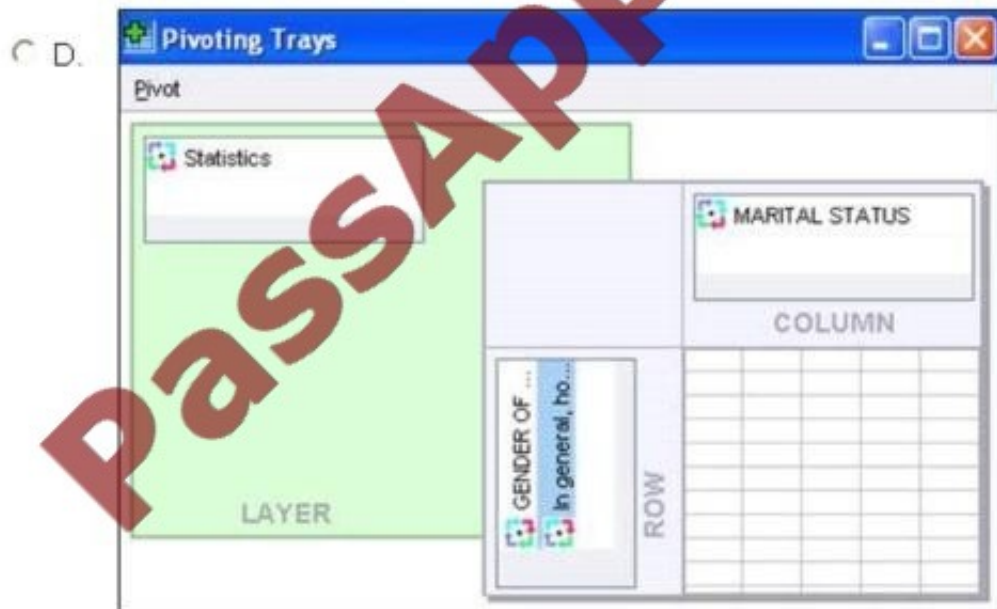 D.
Pivoting Trays
Pivot
Statistics
MARITAL STATUS
COLUMN
GENDER OF ...
In general, ho...
ROW
LAYER
PassApp